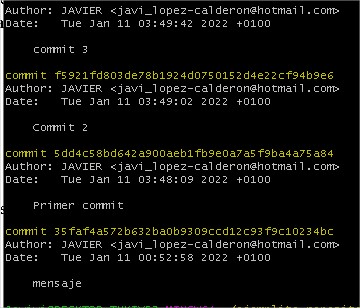 Author: JAVIER <javi_lopez-calderon@hotmail.com>
Date:   Tue Jan 11 03:49:42 2022 +0100
commit 3
commit f5921fd803de78b1924d0750152d4e22cf94b9e6
Author: JAVIER <javi_lopez-calderon@hotmail.com>
Date:   Tue Jan 11 03:49:02 2022 +0100
Commit 2
commit 5dd4c58bd642a900aeb1fb9e0a7a5f9ba4a75a84
Author: JAVIER <javi_lopez-calderon@hotmail.com>
Date:   Tue Jan 11 03:48:09 2022 +0100
Primer commit
commit 35faf4a572b632ba0b9309ccd12c93f9c10234bc
Author: JAVIER <javi_lopez-calderon@hotmail.com>
Date:   Tue Jan 11 00:52:58 2022 +0100
mensaje